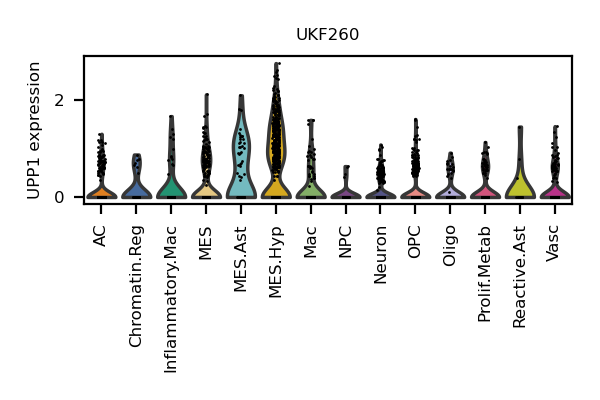 UKF260
UPP1 expression
2
0
AC
Chromatin.Reg
Inflammatory.Mac
MES
MES.Ast
MES.Hyp
Mac
NPC
Neuron
OPC
Oligo
Prolif.Metab
Reactive.Ast
Vasc